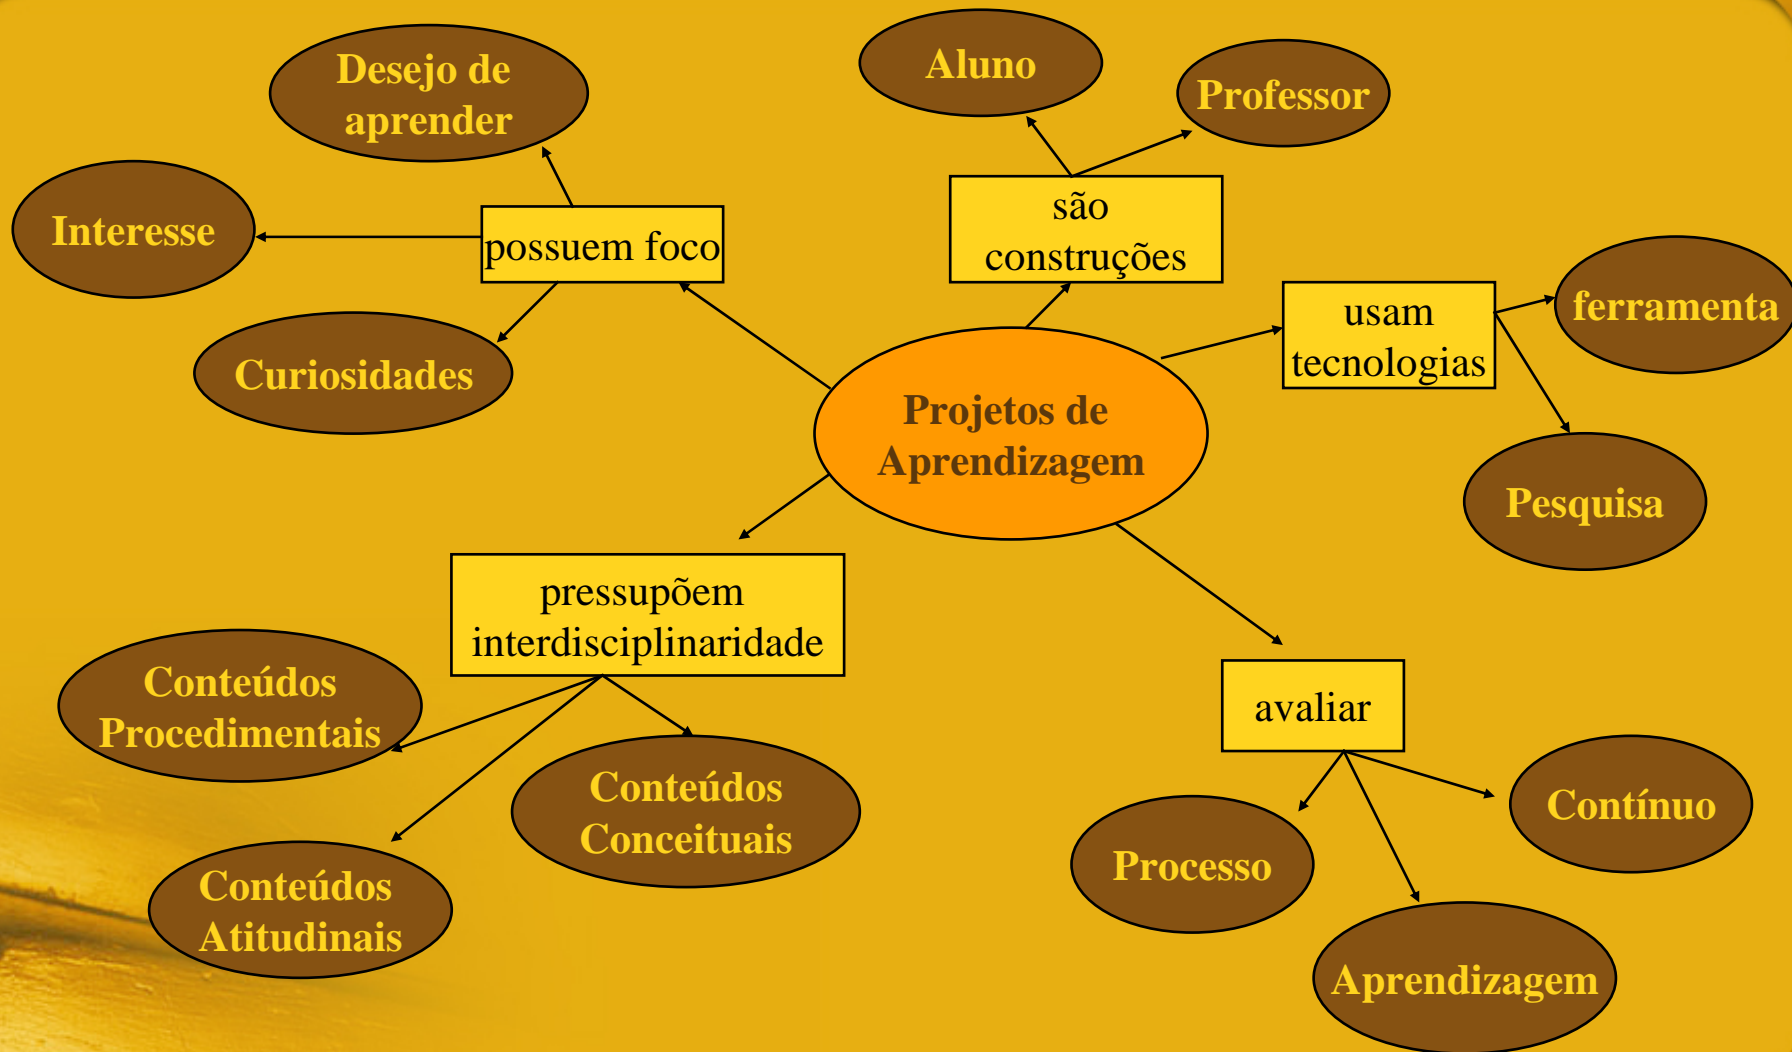 Desejo de
aprender
Interesse
possuem foco
Curiosidades
Aluno
Professor
são
construções
usam
tecnologias
ferramenta
Pesquisa
Projetos de
Aprendizagem
pressupõem
interdisciplinaridade
Conteúdos
Procedimentais
Conteúdos
Conceituais
Conteúdos
Atitudinais
avaliar
Contínuo
Processo
Aprendizagem